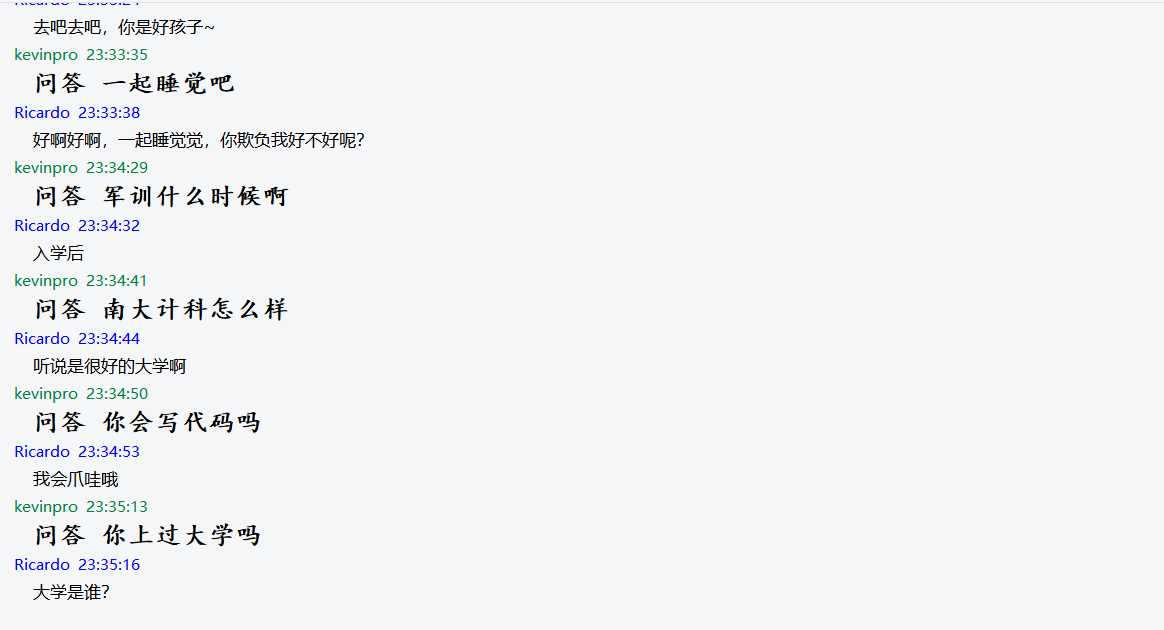 Ricardo 23:33:24
去吧去吧，你是好孩子~
kevinpro 23:33:35
问答 一起睡觉吧
Ricardo 23:33:38
好啊好啊，一起睡觉觉，你欺负我好不好呢?
kevinpro 23:34:29
问答 军训什么时候啊
Ricardo 23:34:32
入学后
kevinpro 23:34:41
问答 南大计科怎么样
Ricardo 23:34:44
听说是很好的大学啊
kevinpro 23:34:50
问答 你会写代码吗
Ricardo 23:34:53
我会爪哇哦
kevinpro 23:35:13
问答 你上过大学吗
Ricardo 23:35:16
大学是谁?